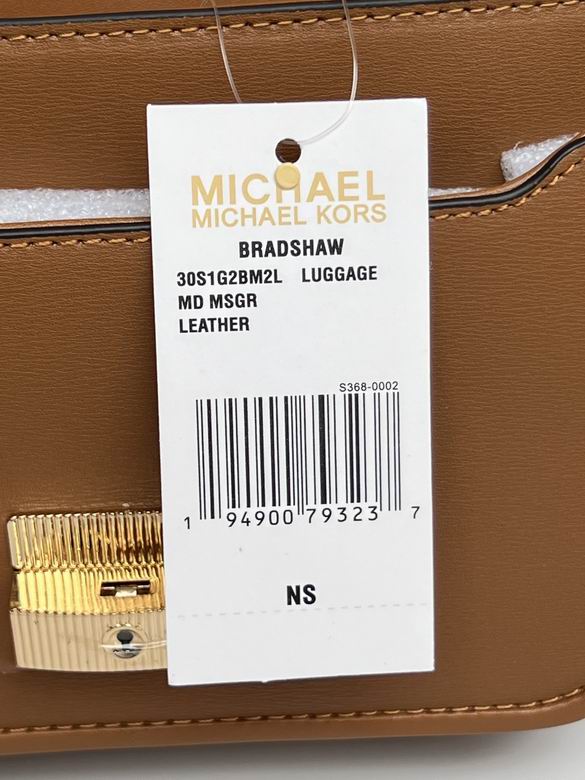 MICHAEL
MICHAEL KORS
BRADSHAW
30S1G2BM2L LUGGAGE
MD MSGR
LEATHER
S368-0002
1 94900 79323 7
NS